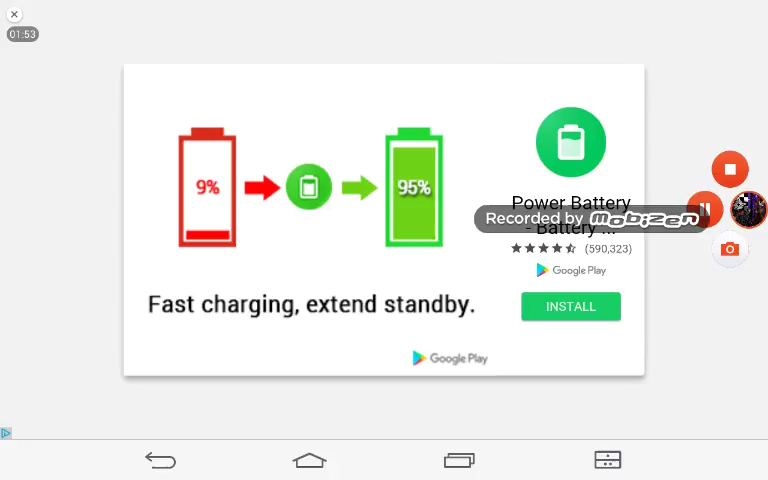 01:53
9%
95%
Fast charging, extend standby.
Google Play
Power Battery
Recorded by Mobizen
- Battery ...
(590,323)
Google Play
INSTALL